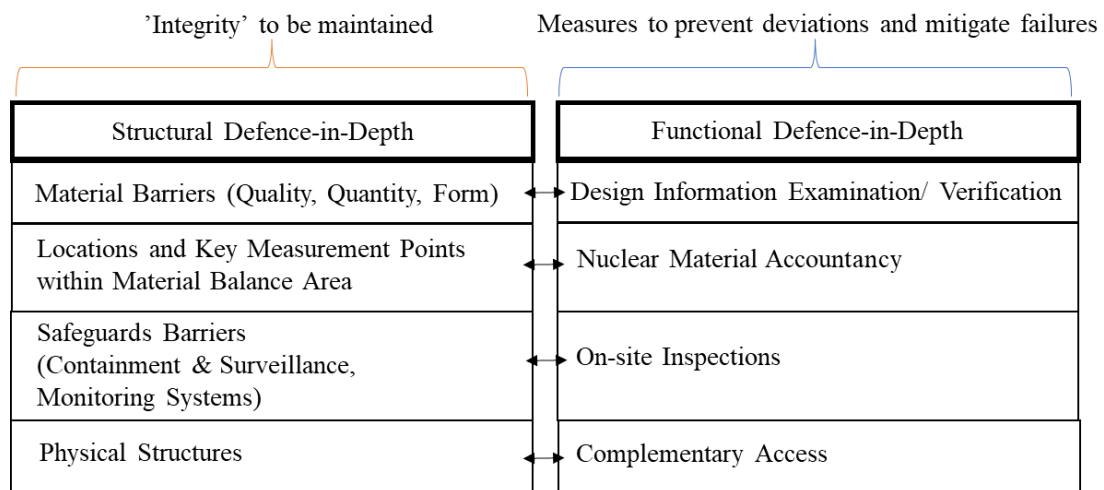 ’Integrity’ to be maintained
Measures to prevent deviations and mitigate failures
Structural Defence-in-Depth
Functional Defence-in-Depth
Material Barriers (Quality, Quantity, Form)
Design Information Examination/ Verification
Locations and Key Measurement Points
within Material Balance Area
Nuclear Material Accountancy
Safeguards Barriers
(Containment & Surveillance,
Monitoring Systems)
On-site Inspections
Physical Structures
Complementary Access